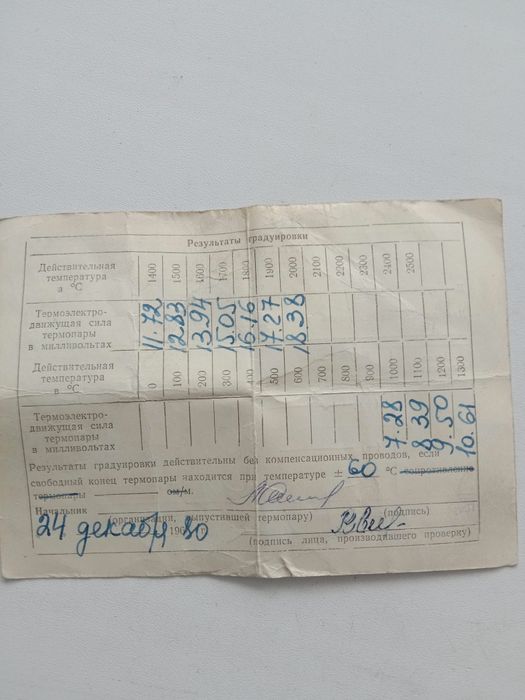 Результаты градуировки
Действительная температура в °С 1400 1500 1600 1700 1800 1900 2000 2100 2200 2300 2400 2500
Термоэлектро-
движущая сила
термопары
в милливольтах 11.72 12.83 13.94 15.05 16.16 17.27 18.38
Действительная температура в °С 0 100 200 300 400 500 600 700 800 900 1000 1100 1200 1300
Термоэлектро-
движущая сила
термопары
в милливольтах 7.28 8.39 9.50 10.61
Результаты градуировки действительны без компенсационных проводов, если
свободный конец термопары находится при температуре ± 60 °С сопротивление
термопары ом/м.
Начальник
(организации, выпустившей термопару) (подпись)
24 декабря 196 80
(подпись лица, производившего проверку)